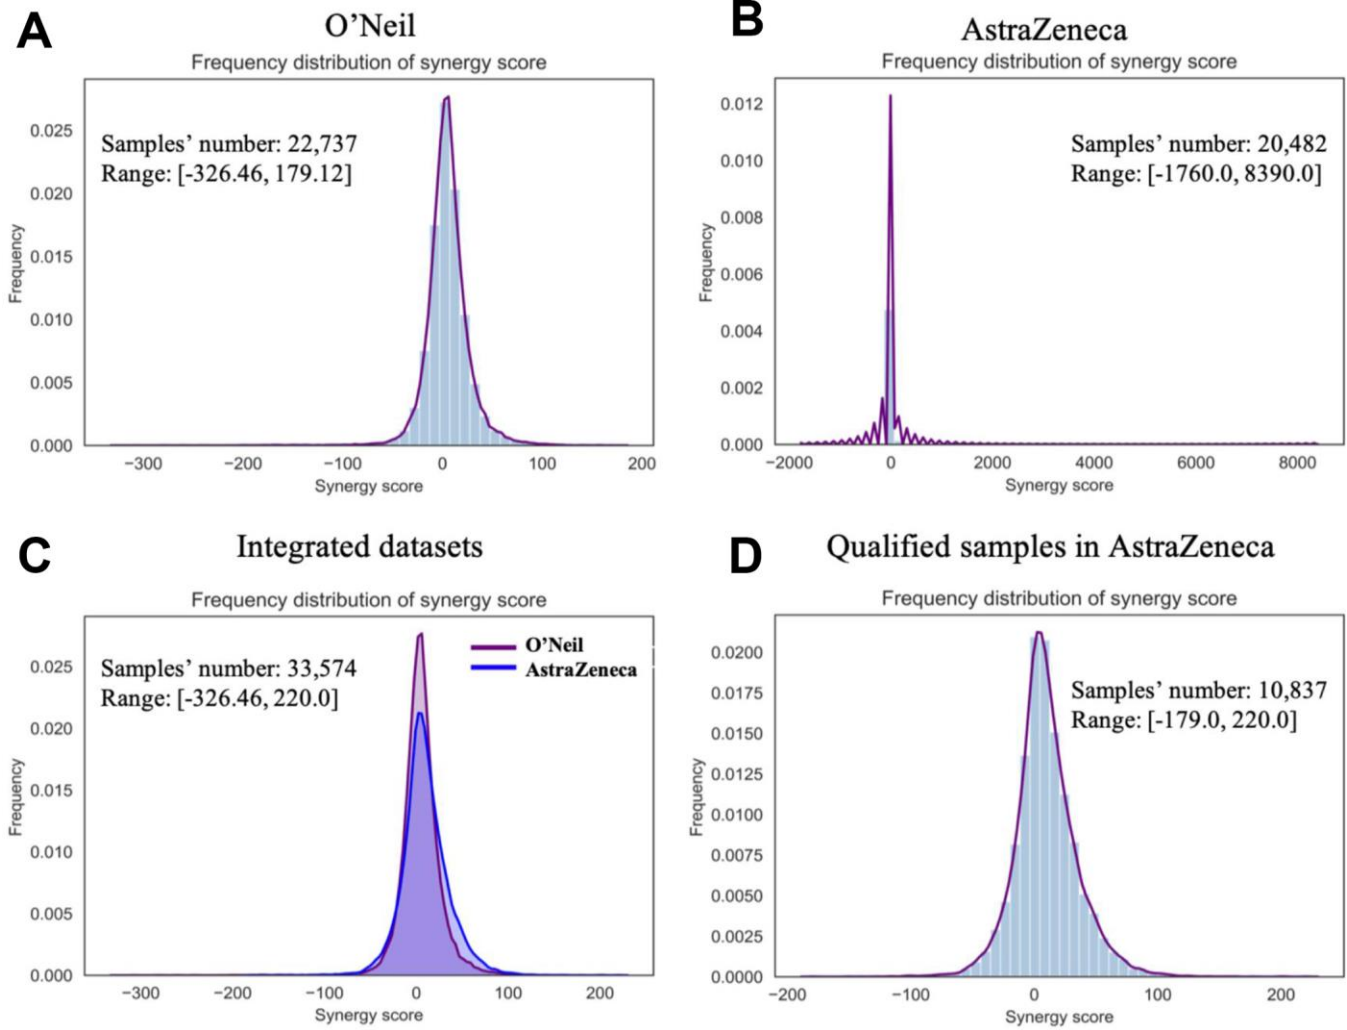 A
O’Neil
Frequency distribution of synergy score
Samples’ number: 22,737
Range: [-326.46, 179.12]
Frequency
0.025
0.020
0.015
0.010
0.005
0.000
−300
−200
−100
0
100
200
Synergy score
B
AstraZeneca
Frequency distribution of synergy score
Samples’ number: 20,482
Range: [-1760.0, 8390.0]
Frequency
0.012
0.010
0.008
0.006
0.004
0.002
0.000
−2000
0
2000
4000
6000
8000
Synergy score
C
Integrated datasets
Frequency distribution of synergy score
Samples’ number: 33,574
Range: [-326.46, 220.0]
O’Neil
AstraZeneca
Frequency
0.025
0.020
0.015
0.010
0.005
0.000
−300
−200
−100
0
100
200
Synergy score
D
Qualified samples in AstraZeneca
Frequency distribution of synergy score
Samples’ number: 10,837
Range: [-179.0, 220.0]
Frequency
0.0200
0.0175
0.0150
0.0125
0.0100
0.0075
0.0050
0.0025
0.0000
−200
−100
0
100
200
Synergy score